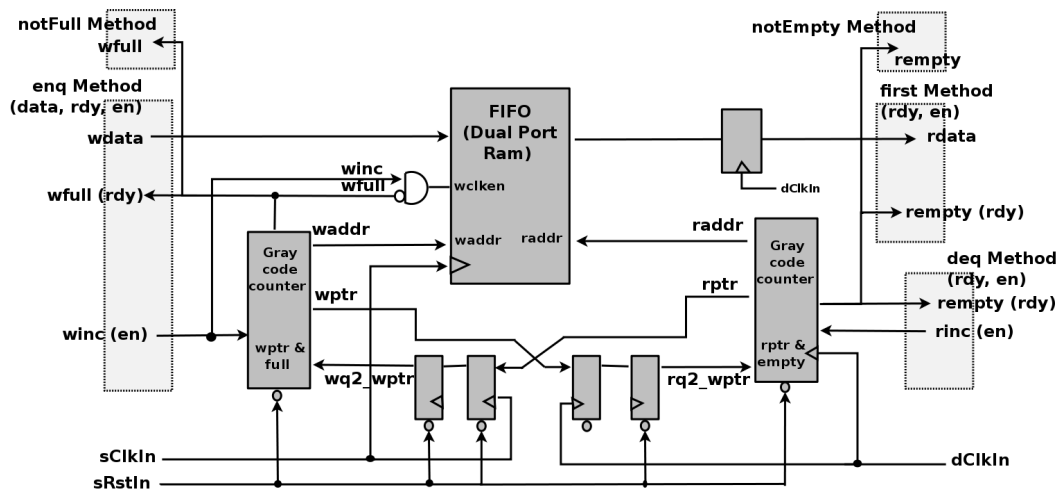 notFull Method
wfull
notEmpty Method
rempty
enq Method
(data, rdy, en)
first Method
(rdy, en)
FIFO
(Dual Port
Ram)
wdata
rdata
winc
wfull
wclken
dClkIn
wfull (rdy)
rempty (rdy)
waddr
waddr
raddr
raddr
Gray
code
counter
wptr &
full
Gray
code
counter
rptr &
empty
deq Method
(rdy, en)
wptr
rptr
rempty (rdy)
winc (en)
rinc (en)
wq2_wptr
rq2_wptr
sClkIn
dClkIn
sRstIn